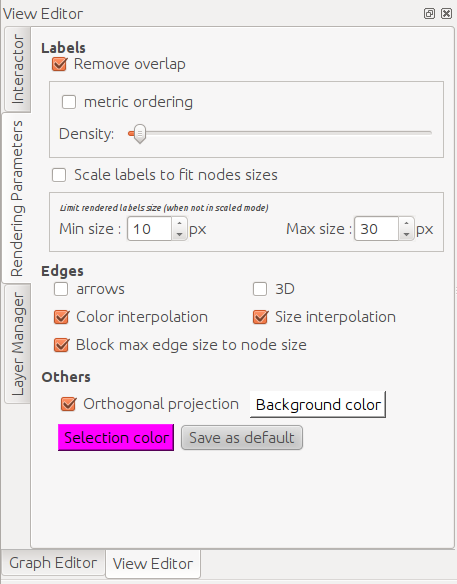 View Editor
Interactor
Rendering Parameters
Layer Manager
Labels
Remove overlap
metric ordering
Density:
Scale labels to fit nodes sizes
Limit rendered labels size (when not in scaled mode)
Min size : 10 px Max size : 30 px
Edges
arrows 3D
Color interpolation Size interpolation
Block max edge size to node size
Others
Orthogonal projection Background color
Selection color Save as default
Graph Editor View Editor